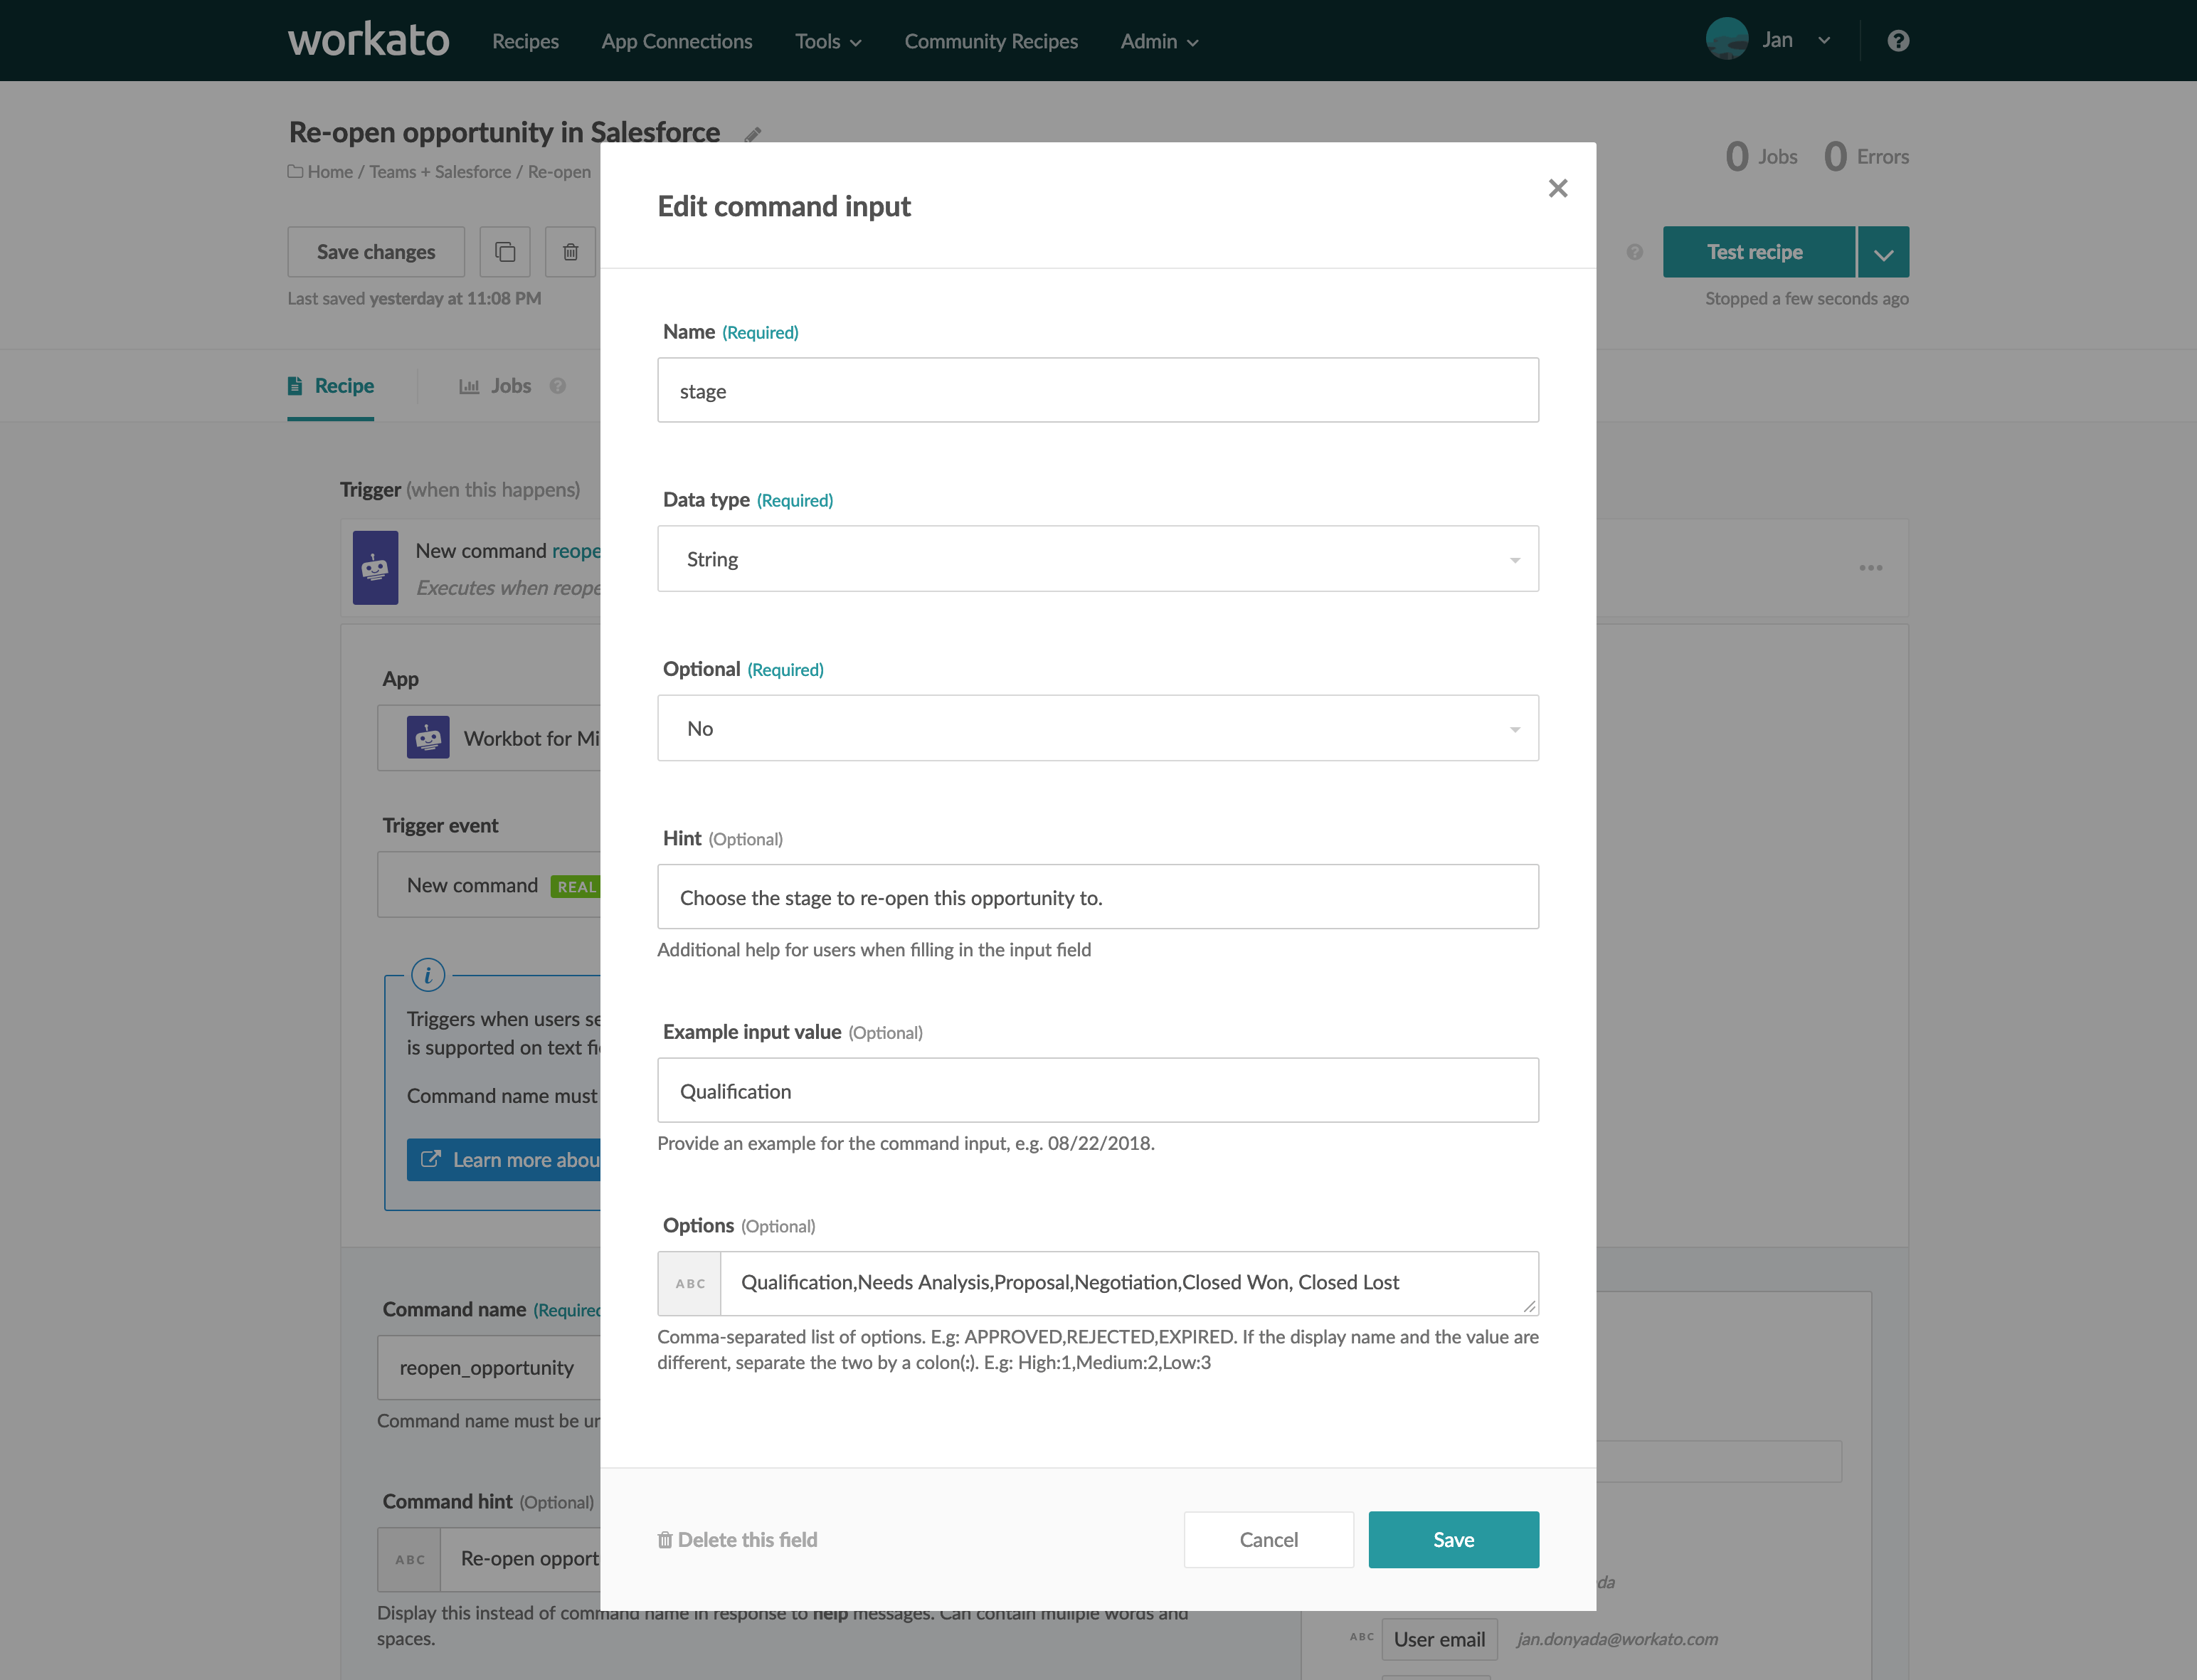 workato Recipes App Connections Tools Community Recipes Admin Jan
Re-open opportunity in Salesforce
Home / Teams + Salesforce / Re-open
0 Jobs 0 Errors
Save changes
Test recipe
Last saved yesterday at 11:08 PM
Stopped a few seconds ago
Recipe Jobs
Trigger (when this happens)
New command reope
Executes when reope
App
Workbot for Mi
Trigger event
New command REAL
i
Triggers when users se
is supported on text fi
Command name must
Learn more abou
Command name (Required
reopen_opportunity
Command name must be un
Command hint (Optional)
ABC Re-open opport
Display this instead of command name in response to help messages. Can contain muliple words and
spaces.
Edit command input
Name (Required)
stage
Data type (Required)
String
Optional (Required)
No
Hint (Optional)
Choose the stage to re-open this opportunity to.
Additional help for users when filling in the input field
Example input value (Optional)
Qualification
Provide an example for the command input, e.g. 08/22/2018.
Options (Optional)
ABC Qualification,Needs Analysis,Proposal,Negotiation,Closed Won, Closed Lost
Comma-separated list of options. E.g: APPROVED,REJECTED,EXPIRED. If the display name and the value are
different, separate the two by a colon(:). E.g: High:1,Medium:2,Low:3
Delete this field Cancel Save
da
ABC User email jan.donyada@workato.com